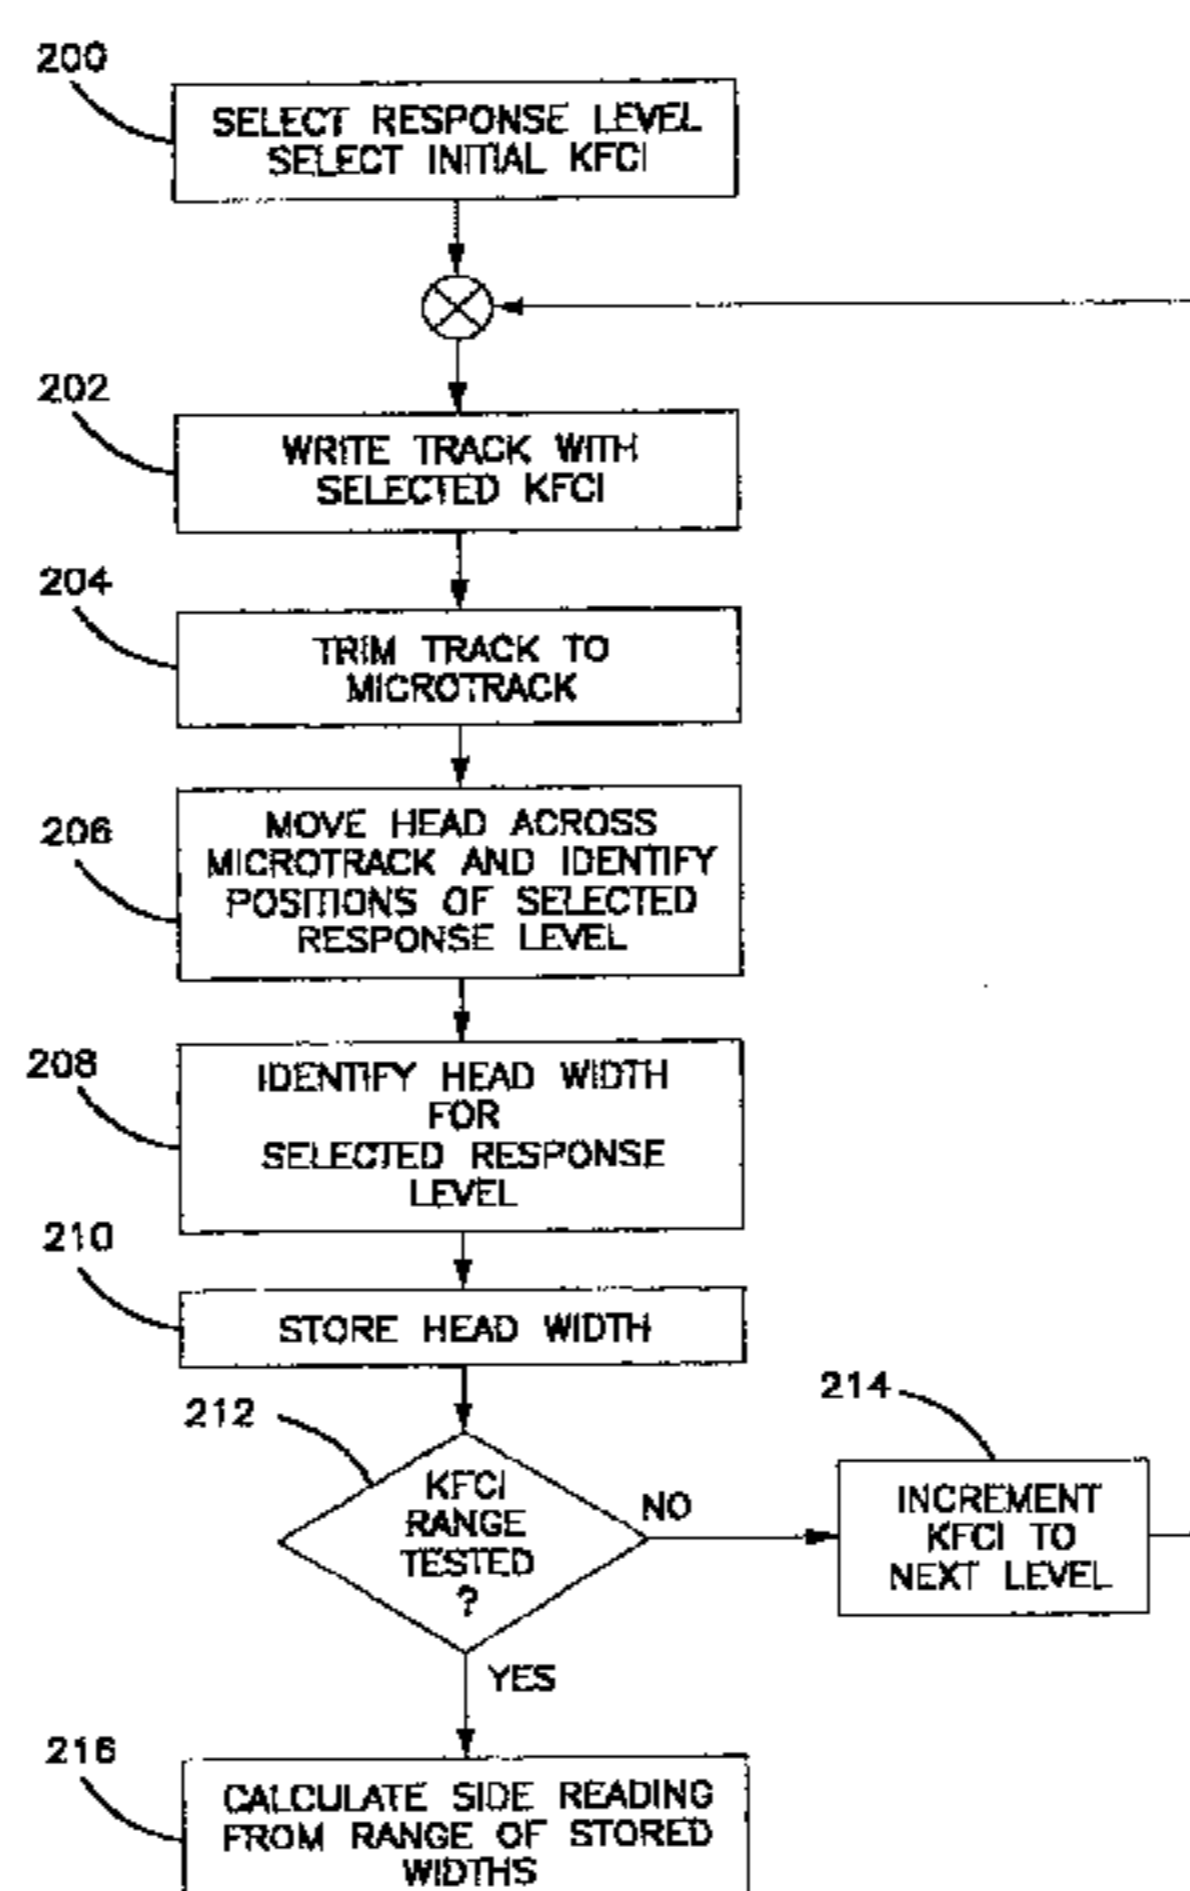 200
SELECT RESPONSE LEVEL
SELECT INITIAL KFCI
202
WRITE TRACK WITH
SELECTED KFCI
204
TRIM TRACK TO
MICROTRACK
206
MOVE HEAD ACROSS
MICROTRACK AND IDENTIFY
POSITIONS OF SELECTED
RESPONSE LEVEL
208
IDENTIFY HEAD WIDTH
FOR
SELECTED RESPONSE
LEVEL
210
STORE HEAD WIDTH
212
KFCI
RANGE
TESTED
?
NO
214
INCREMENT
KFCI TO
NEXT LEVEL
YES
216
CALCULATE SIDE READING
FROM RANGE OF STORED
WIDTHS